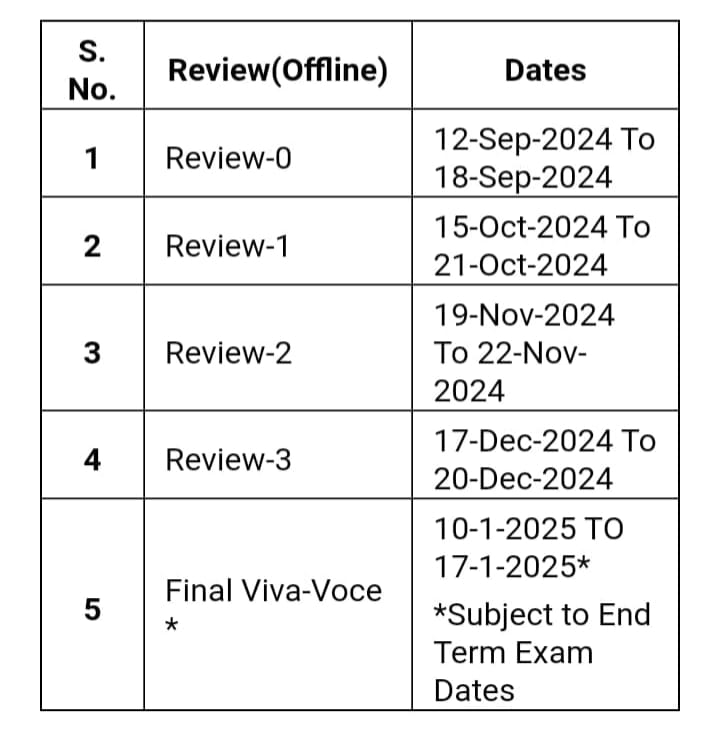 S. No. Review(Offline) Dates
1 Review-0 12-Sep-2024 To
18-Sep-2024
2 Review-1 15-Oct-2024 To
21-Oct-2024
3 Review-2 19-Nov-2024
To 22-Nov-
2024
4 Review-3 17-Dec-2024 To
20-Dec-2024
5 Final Viva-Voce
*
10-1-2025 TO
17-1-2025*
*Subject to End
Term Exam
Dates